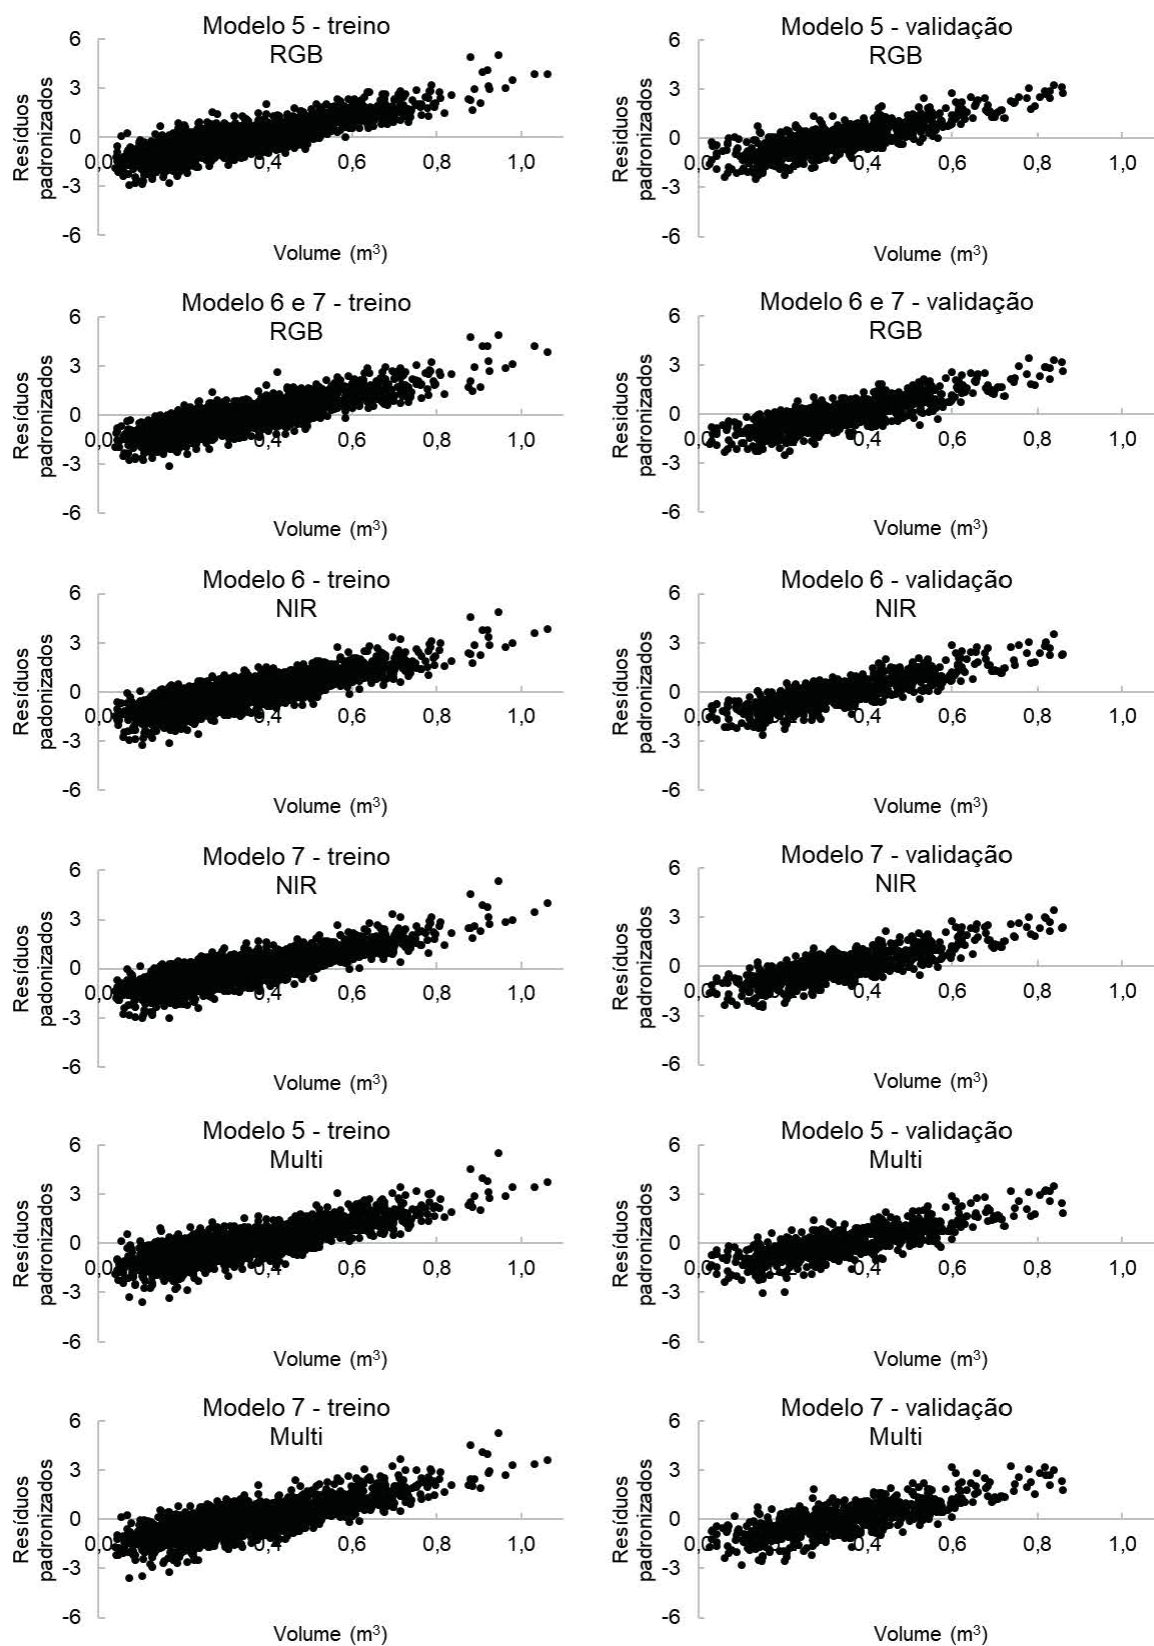 Modelo 5 - treino
RGB
Resíduos
padronizados
6
3
0
-3
-6
0,0
0,4
0,6
0,8
1,0
Volume (m³)
Modelo 5 - validação
RGB
Resíduos
padronizados
6
3
0
-3
-6
0,0
0,4
0,6
0,8
1,0
Volume (m³)
Modelo 6 e 7 - treino
RGB
Resíduos
padronizados
6
3
0
-3
-6
0,0
0,4
0,6
0,8
1,0
Volume (m³)
Modelo 6 e 7 - validação
RGB
Residuos
padronizados
6
3
0
-3
-6
0,0
0,4
0,6
0,8
1,0
Volume (m³)
Modelo 6 - treino
NIR
Resíduos
padonizados
6
3
0
-3
-6
0,0
0,4
0,6
0,8
1,0
Volume (m³)
Modelo 6 - validação
NIR
Resíduos
padronizados
6
3
0
-3
-6
0,0
0,4
0,6
0,8
1,0
Volume (m³)
Modelo 7 - treino
NIR
Resíduos
padonizados
6
3
0
-3
-6
0,0
0,4
0,6
0,8
1,0
Volume (m³)
Modelo 7 - validação
NIR
Resíduos
padronizados
6
3
0
-3
-6
0,0
0,4
0,6
0,8
1,0
Volume (m³)
Modelo 5 - treino
Multi
Resíduos
padronizados
6
3
0
-3
-6
0,0
0,4
0,6
0,8
1,0
Volume (m³)
Modelo 5 - validação
Multi
Resíduos
padronizados
6
3
0
-3
-6
0,0
0,4
0,6
0,8
1,0
Volume (m³)
Modelo 7 - treino
Multi
Resíduos
padronizados
6
3
0
-3
-6
0,0
0,4
0,6
0,8
1,0
Volume (m³)
Modelo 7 - validação
Multi
Resíduos
padronizados
6
3
0
-3
-6
0,0
0,4
0,6
0,8
1,0
Volume (m³)